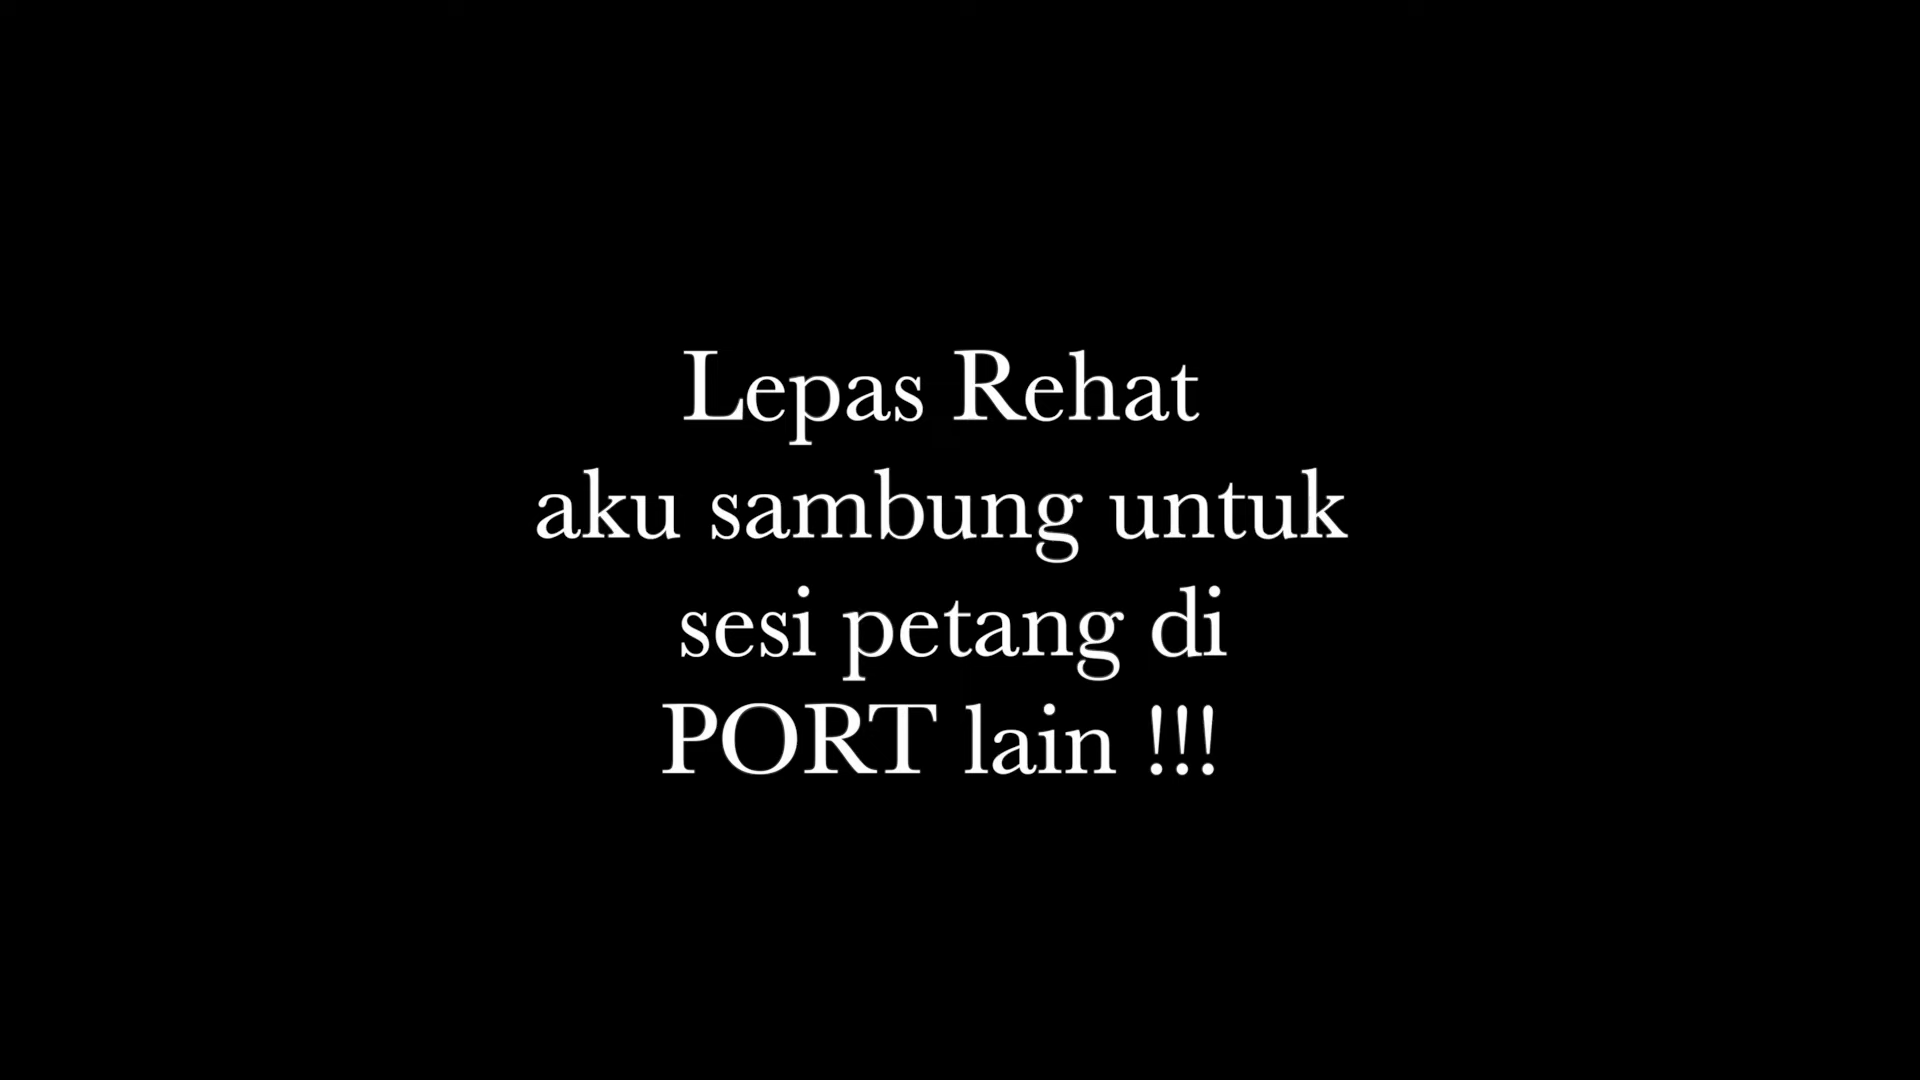 Lepas Rehat
aku sambung untuk
sesi petang di
PORT lain !!!